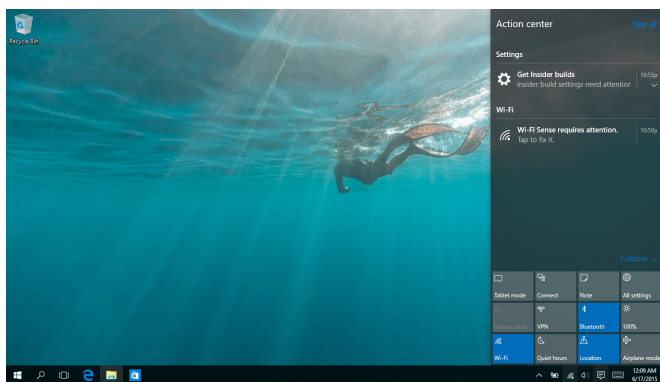 Recycle Bin
Action center
Clear all
Settings
Get Insider builds
10:53p
Insider build settings need attention
Wi-Fi
Wi-Fi Sense requires attention.
10:50p
Tap to fix it.
Collapse
Tablet mode
Connect
Note
All settings
Battery saver
VPN
Bluetooth
100%
Wi-Fi
Quiet hours
Location
Airplane mode
12:09 AM
6/17/2015